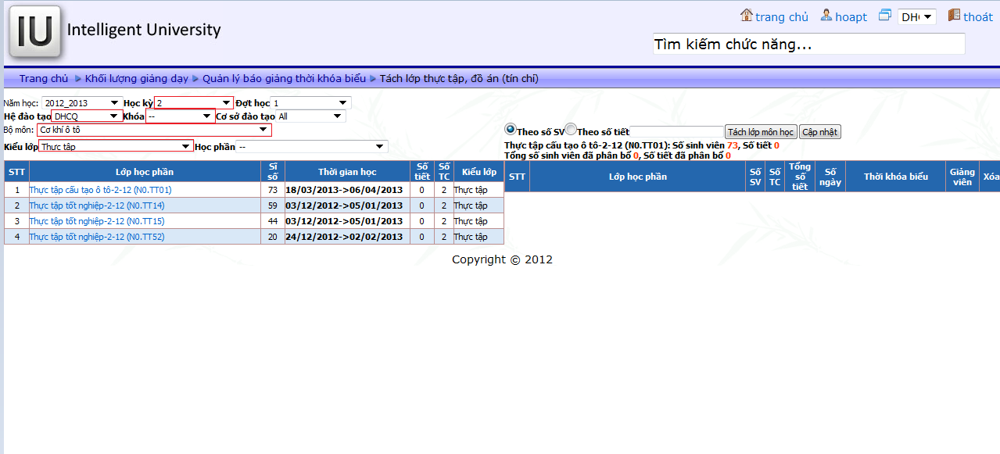 IU Intelligent University
trang chủ hoapt DH thoát
Tìm kiếm chức năng...
Trang chủ Khối lượng giảng dạy Quản lý báo giảng thời khóa biểu Tách lớp thực tập, đồ án (tín chỉ)
Năm học: 2012_2013 Học kỳ 2 Đợt học 1
Hệ đào tạo DHCQ Khóa -- Cơ sở đào tạo All
Bộ môn: Cơ khí ô tô
Kiểu lớp Thực tập Học phần --
Theo số SV Theo số tiết Tách lớp môn học Cập nhật
Thực tập cấu tạo ô tô-2-12 (N0.TT01): Số sinh viên 73, Số tiết 0
Tổng số sinh viên đã phân bổ 0, Số tiết đã phân bổ 0
STT Lớp học phần Sĩ số Thời gian học Số tiết Số TC Kiểu lớp
1 Thực tập cấu tạo ô tô-2-12 (N0.TT01) 73 18/03/2013->06/04/2013 0 2 Thực tập
2 Thực tập tốt nghiệp-2-12 (N0.TT14) 59 03/12/2012->05/01/2013 0 2 Thực tập
3 Thực tập tốt nghiệp-2-12 (N0.TT15) 44 03/12/2012->05/01/2013 0 2 Thực tập
4 Thực tập tốt nghiệp-2-12 (N0.TT52) 20 24/12/2012->02/02/2013 0 2 Thực tập
STT Lớp học phần Số SV Số TC Tổng số tiết Số ngày Thời khóa biểu Giảng viên Xóa
Copyright © 2012